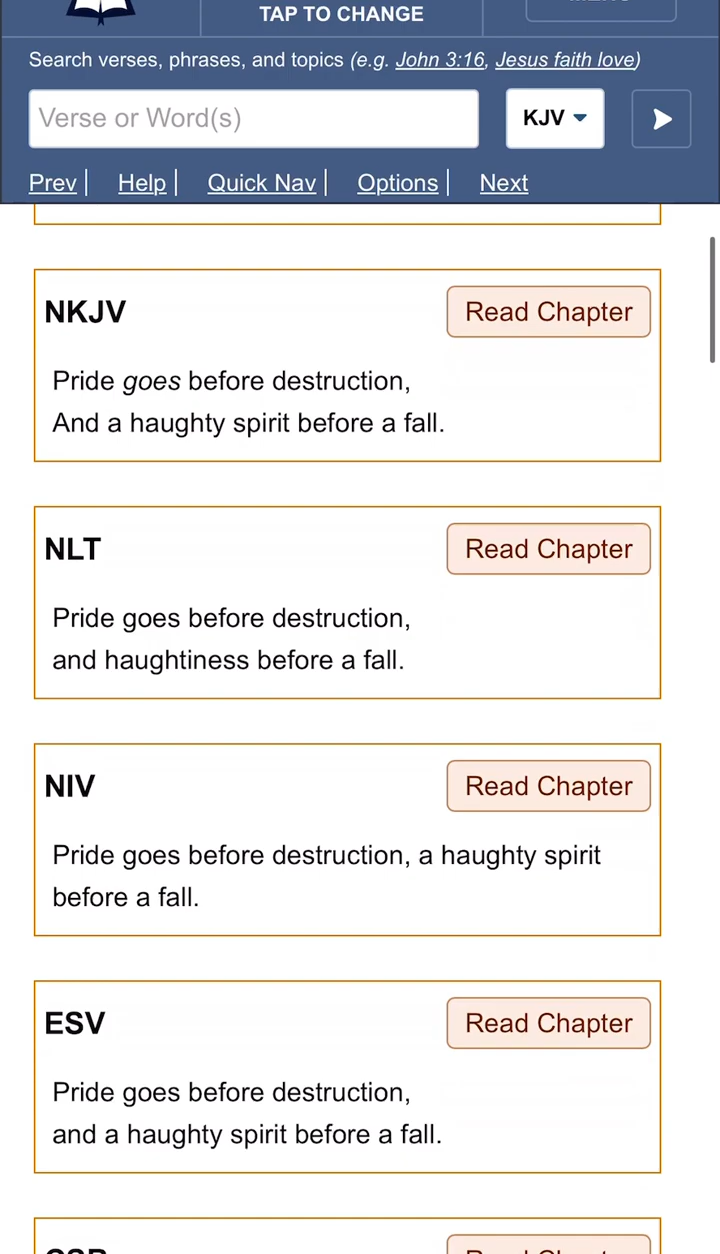 TAP TO CHANGE
Search verses, phrases, and topics (e.g. John 3:16, Jesus faith love)
Verse or Word(s)
KJV
Prev | Help | Quick Nav | Options | Next
NKJV
Read Chapter
Pride goes before destruction,
And a haughty spirit before a fall.
NLT
Read Chapter
Pride goes before destruction,
and haughtiness before a fall.
NIV
Read Chapter
Pride goes before destruction, a haughty spirit
before a fall.
ESV
Read Chapter
Pride goes before destruction,
and a haughty spirit before a fall.